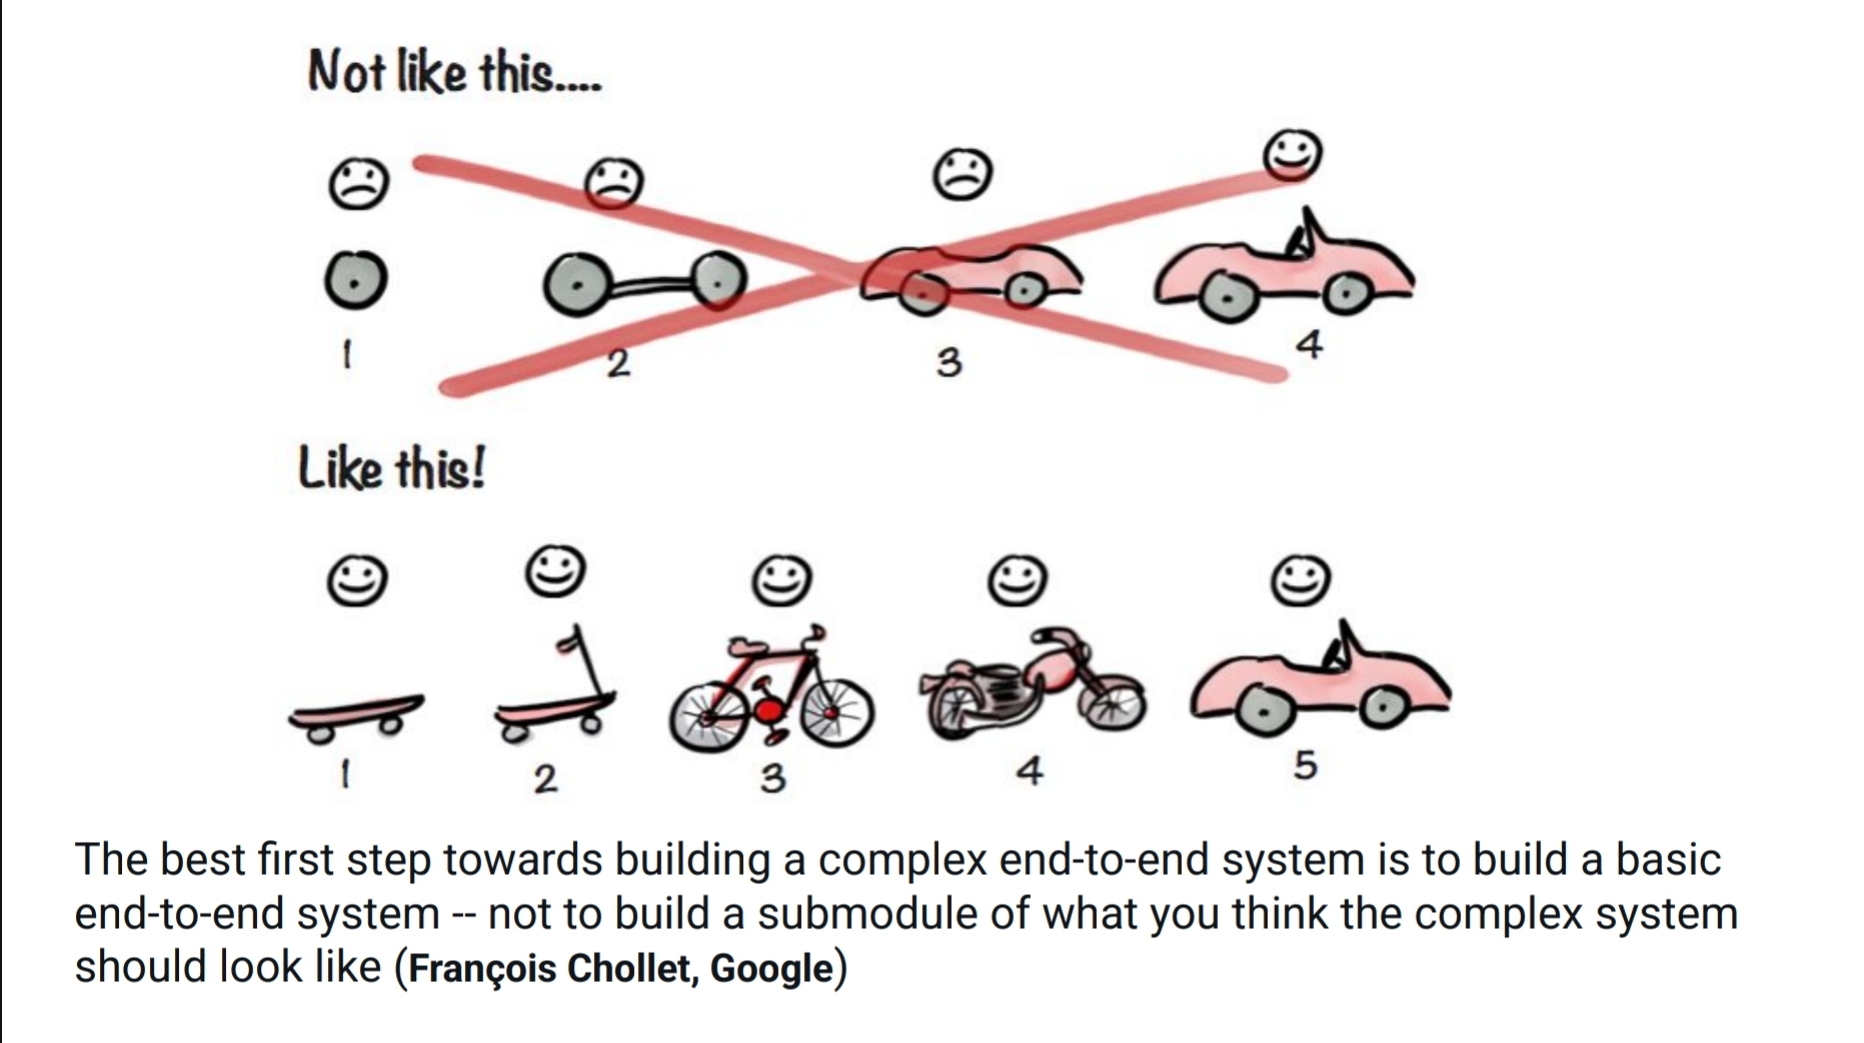 Not like this....
1
2
3
4
Like this!
1
2
3
4
5
The best first step towards building a complex end-to-end system is to build a basic
end-to-end system -- not to build a submodule of what you think the complex system
should look like (François Chollet, Google)